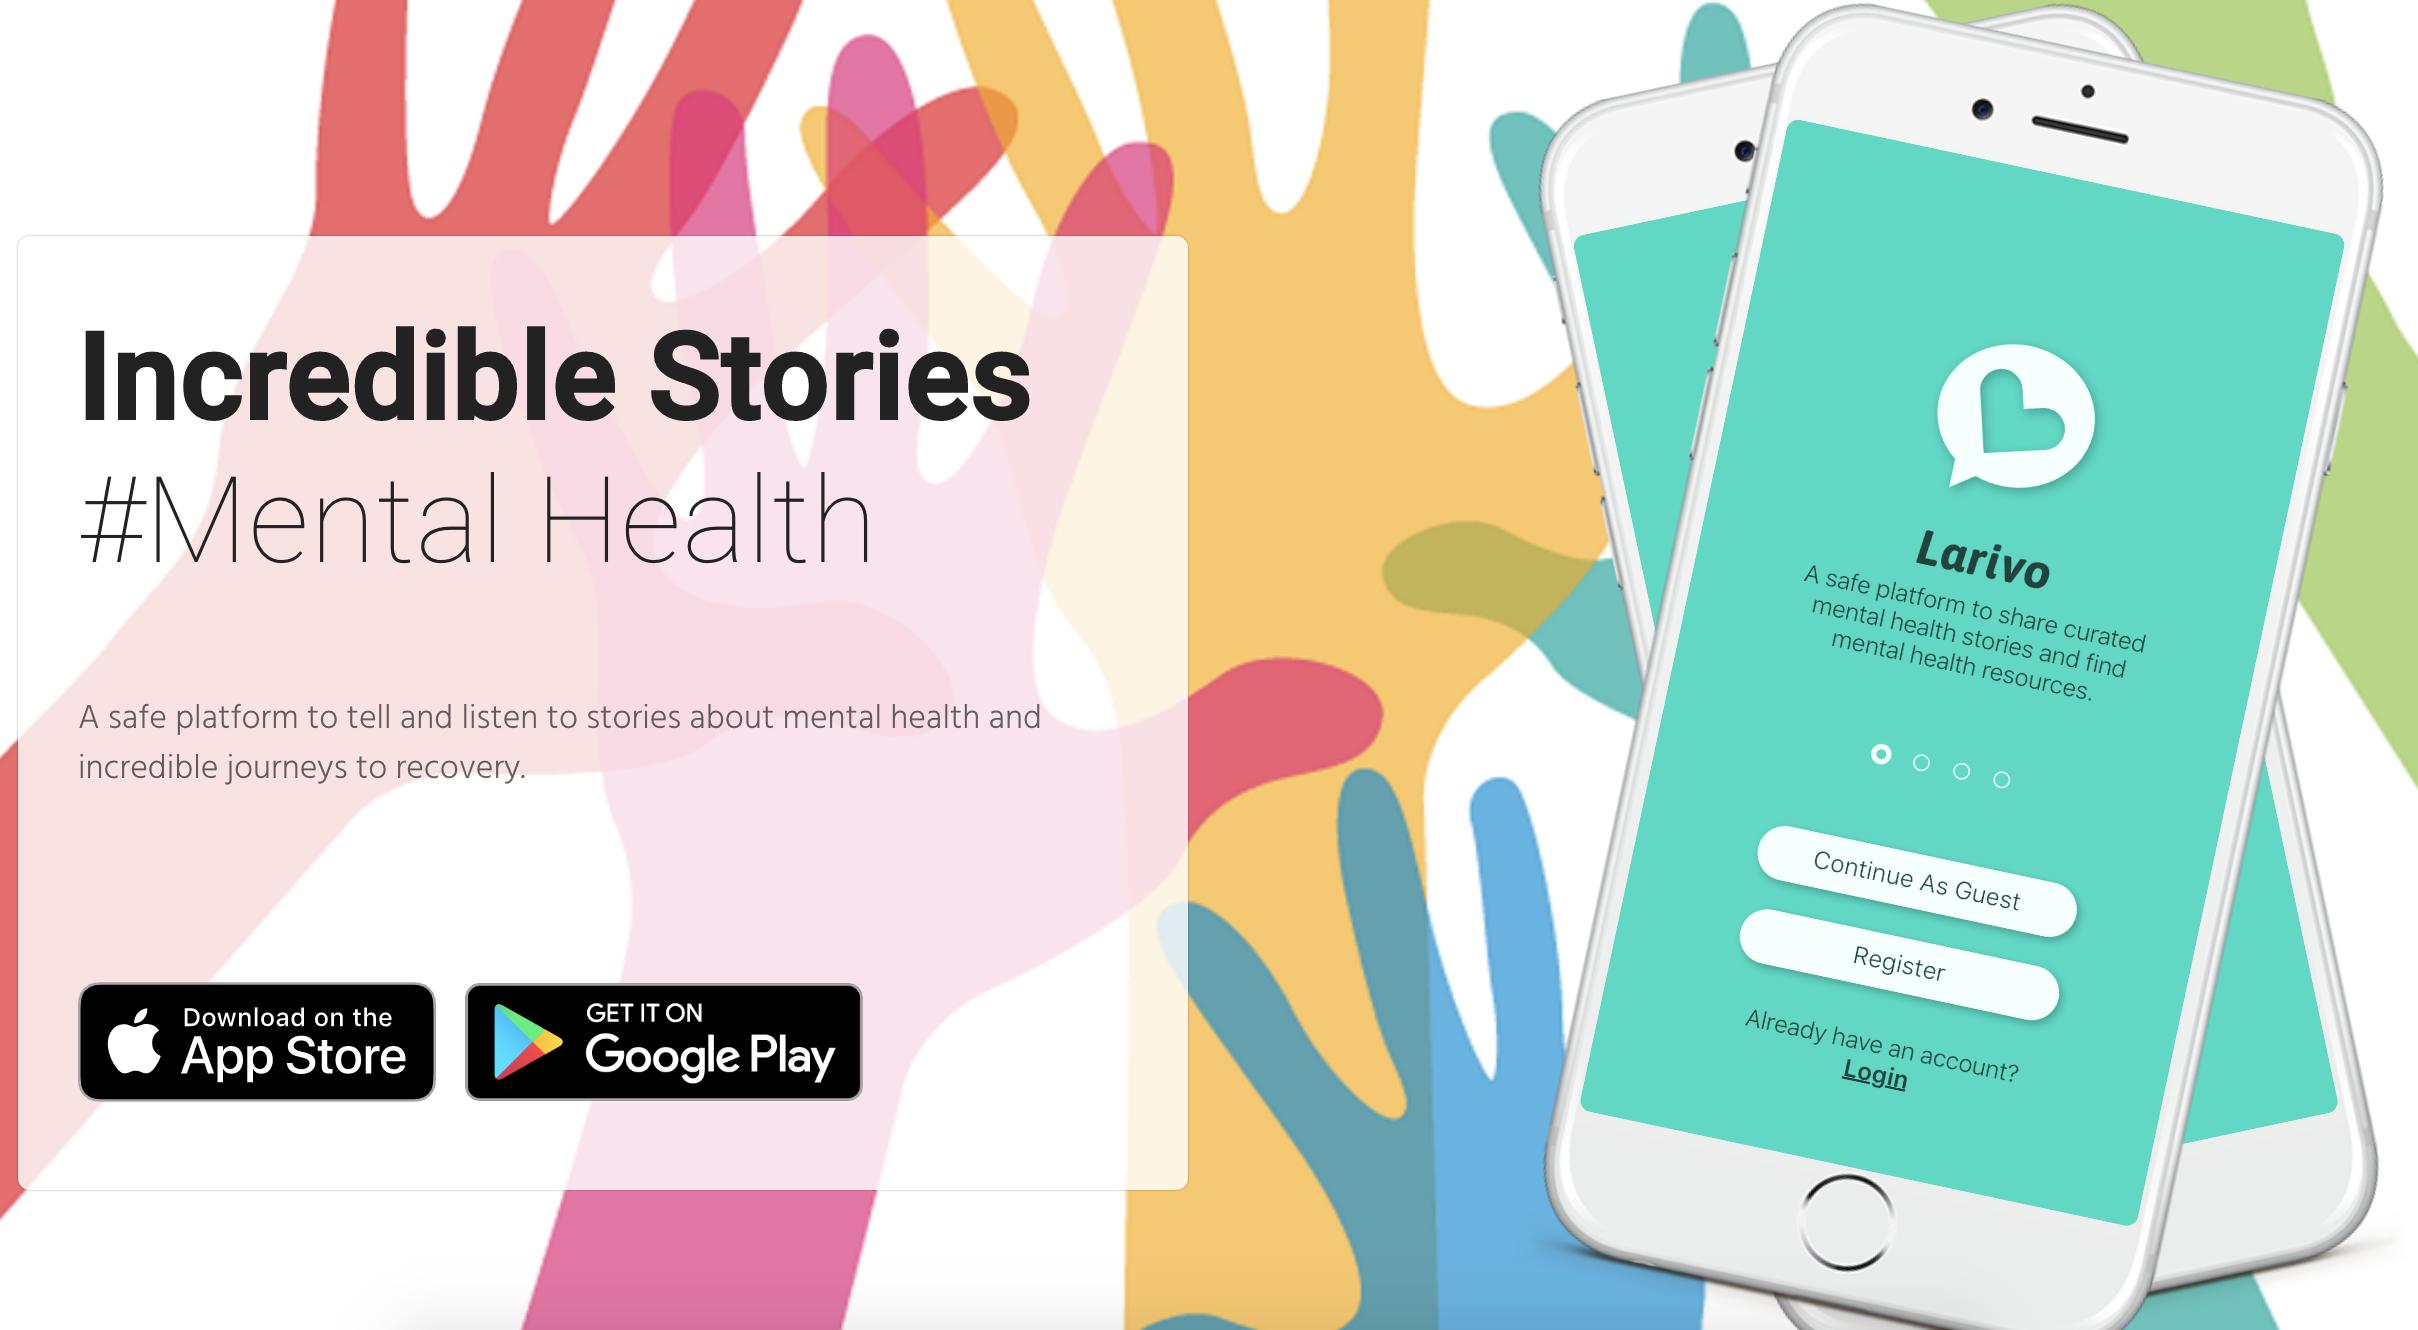 Incredible Stories
#Mental Health
A safe platform to tell and listen to stories about mental health and
incredible journeys to recovery.
Download on the
App Store
GET IT ON
Google Play
Larivo
A safe platform to share curated
mental health stories and find
mental health resources.
Continue As Guest
Register
Already have an account?
Login